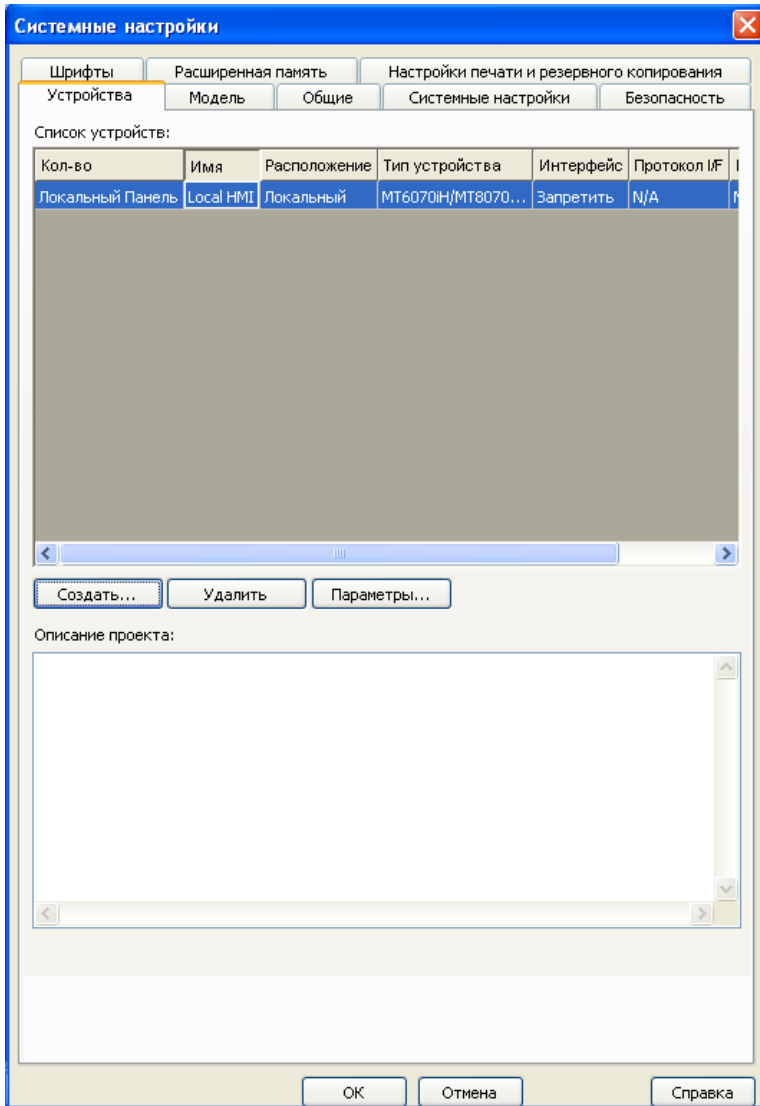 Системные настройки
Шрифты Расширенная память Настройки печати и резервного копирования
Устройства Модель Общие Системные настройки Безопасность
Список устройств:
Кол-во Имя Расположение Тип устройства Интерфейс Протокол I/F
Локальный Панель Local HMI Локальный MT6070iH/MT8070... Запретить N/A
Создать... Удалить Параметры...
Описание проекта:
OK Отмена Справка